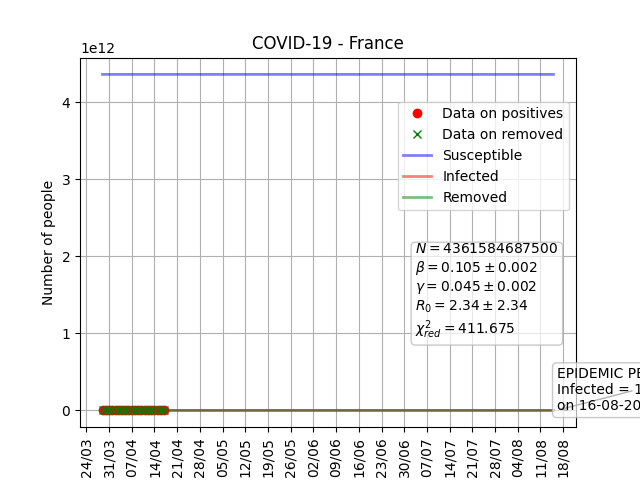 COVID-19 - France
1e12
Number of people
4
3
2
1
0
Data on positives
Data on removed
Susceptible
Infected
Removed
N = 4361584687500
β = 0.105 ± 0.002
γ = 0.045 ± 0.002
R₀ = 2.34 ± 2.34
χ²red = 411.675
EPIDEMIC PE
Infected = 1
on 16-08-20
24/03
31/03
07/04
14/04
21/04
28/04
05/05
12/05
19/05
26/05
02/06
09/06
16/06
23/06
30/06
07/07
14/07
21/07
28/07
04/08
11/08
18/08